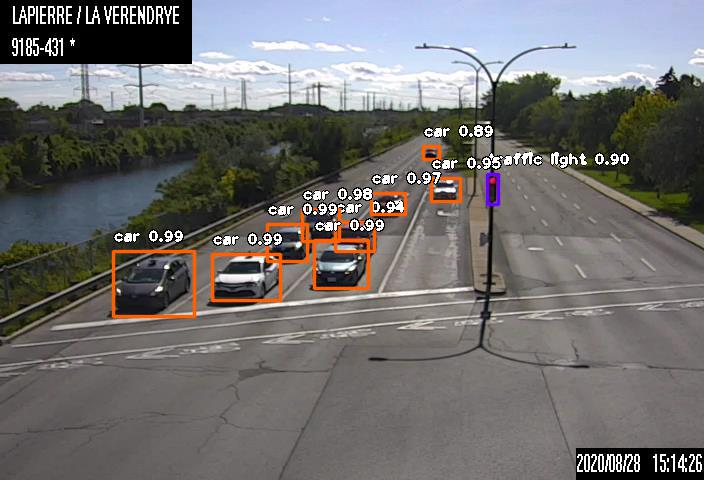 LAPIERRE / LA VERENDRYE
9185-431 *
car 0.89
car 0.95
traffic light 0.90
car 0.97
car 0.98
car 0.99
car 0.94
car 0.99
car 0.99
car 0.99
2020/08/28 15:14:26